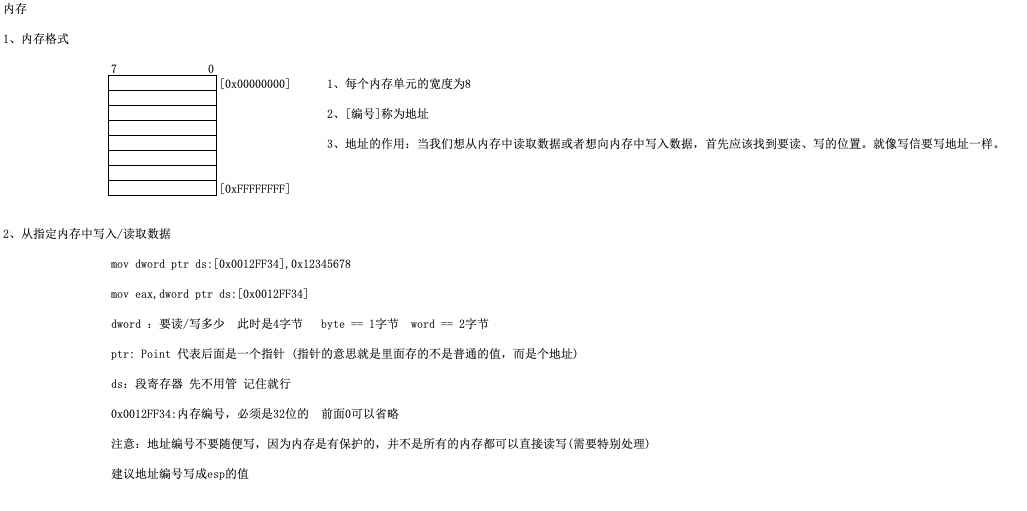 内存
1、内存格式
7 0
[0x00000000] 1、每个内存单元的宽度为8
2、[编号]称为地址
3、地址的作用：当我们想从内存中读取数据或者想向内存中写入数据，首先应该找到要读、写的位置。就像写信要写地址一样。
[0xFFFFFFFF]
2、从指定内存中写入/读取数据
mov dword ptr ds:[0x0012FF34],0x12345678
mov eax,dword ptr ds:[0x0012FF34]
dword ：要读/写多少 此时是4字节 byte == 1字节 word == 2字节
ptr: Point 代表后面是一个指针 (指针的意思就是里面存的不是普通的值，而是个地址)
ds：段寄存器 先不用管 记住就行
0x0012FF34:内存编号，必须是32位的 前面0可以省略
注意：地址编号不要随便写，因为内存是有保护的，并不是所有的内存都可以直接读写(需要特别处理)
建议地址编号写成esp的值